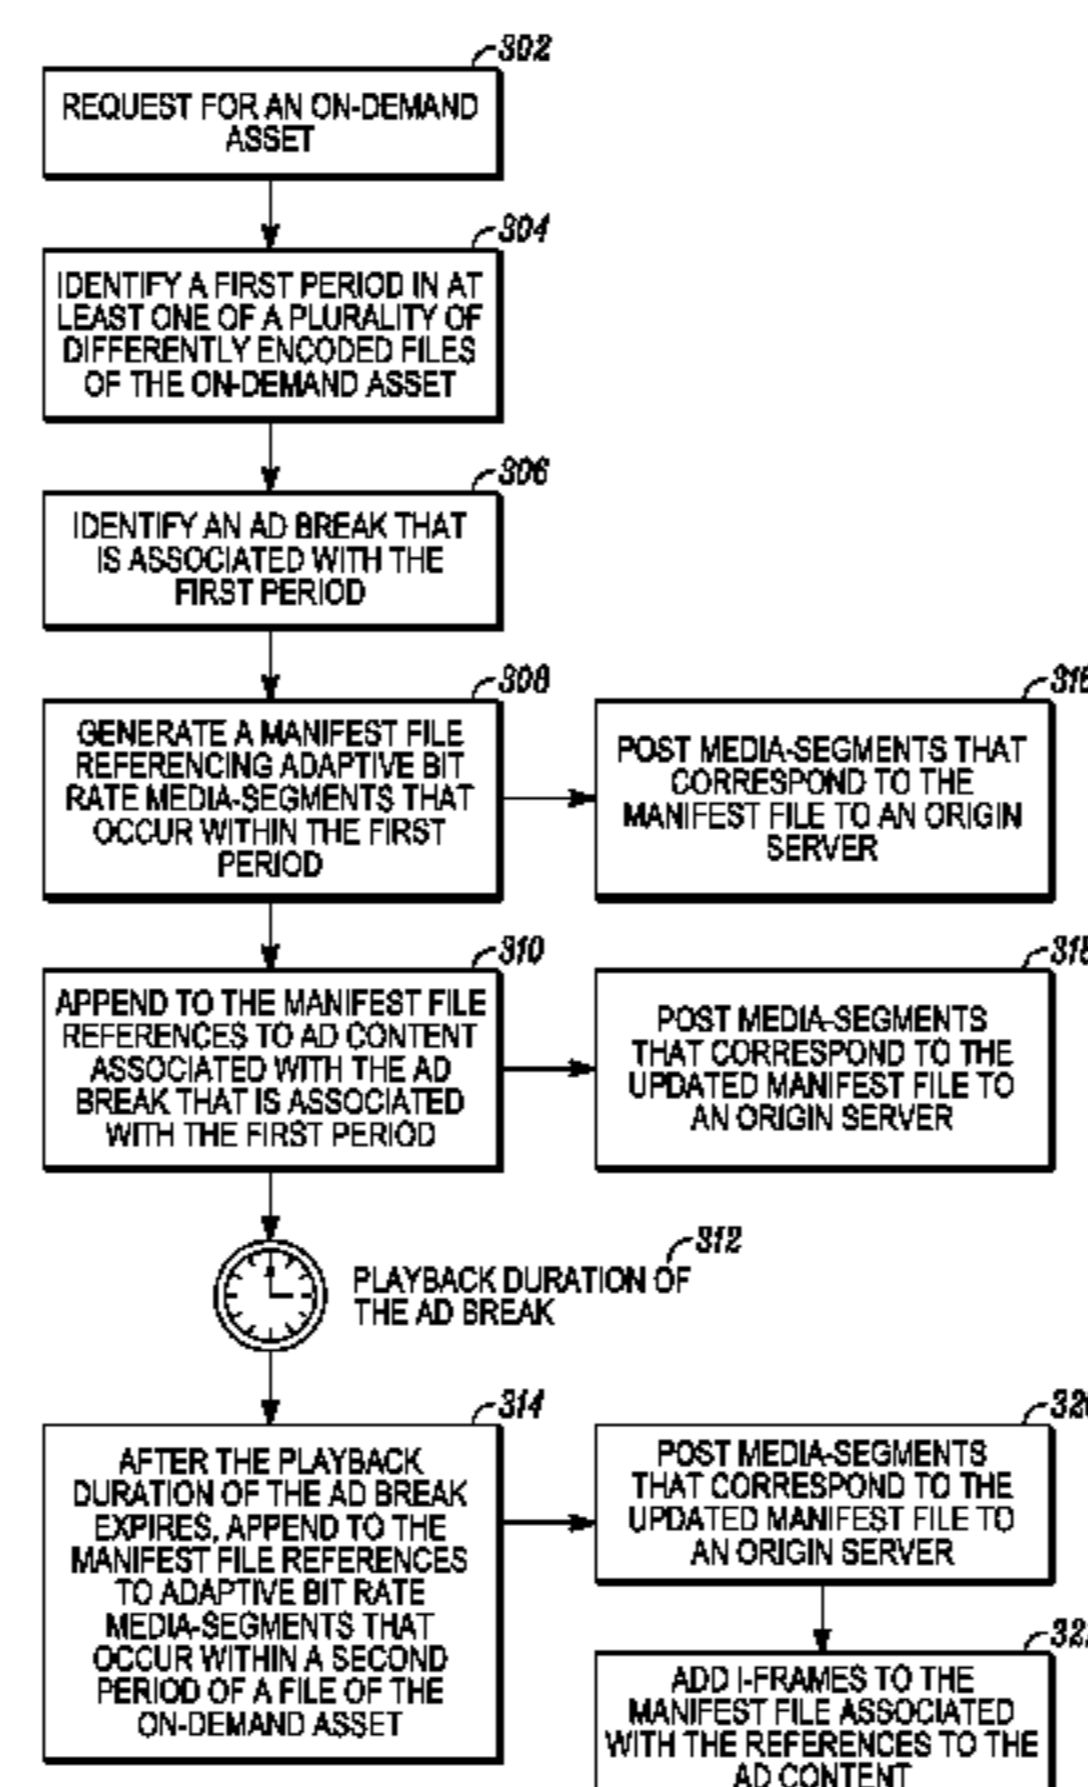 302
REQUEST FOR AN ON-DEMAND
ASSET
304
IDENTIFY A FIRST PERIOD IN AT
LEAST ONE OF A PLURALITY OF
DIFFERENTLY ENCODED FILES
OF THE ON-DEMAND ASSET
306
IDENTIFY AN AD BREAK THAT
IS ASSOCIATED WITH THE
FIRST PERIOD
308
GENERATE A MANIFEST FILE
REFERENCING ADAPTIVE BIT
RATE MEDIA-SEGMENTS THAT
OCCUR WITHIN THE FIRST
PERIOD
POST MEDIA-SEGMENTS THAT
CORRESPOND TO THE
MANIFEST FILE TO AN ORIGIN
SERVER
310
APPEND TO THE MANIFEST FILE
REFERENCES TO AD CONTENT
ASSOCIATED WITH THE AD
BREAK THAT IS ASSOCIATED
WITH THE FIRST PERIOD
POST MEDIA-SEGMENTS
THAT CORRESPOND TO THE
UPDATED MANIFEST FILE TO
AN ORIGIN SERVER
312
PLAYBACK DURATION OF
THE AD BREAK
314
AFTER THE PLAYBACK
DURATION OF THE AD BREAK
EXPIRES, APPEND TO THE
MANIFEST FILE REFERENCES
TO ADAPTIVE BIT RATE
MEDIA-SEGMENTS THAT
OCCUR WITHIN A SECOND
PERIOD OF A FILE OF THE
ON-DEMAND ASSET
POST MEDIA-SEGMENTS
THAT CORRESPOND TO THE
UPDATED MANIFEST FILE TO
AN ORIGIN SERVER
ADD I-FRAMES TO THE
MANIFEST FILE ASSOCIATED
WITH THE REFERENCES TO THE
AD CONTENT